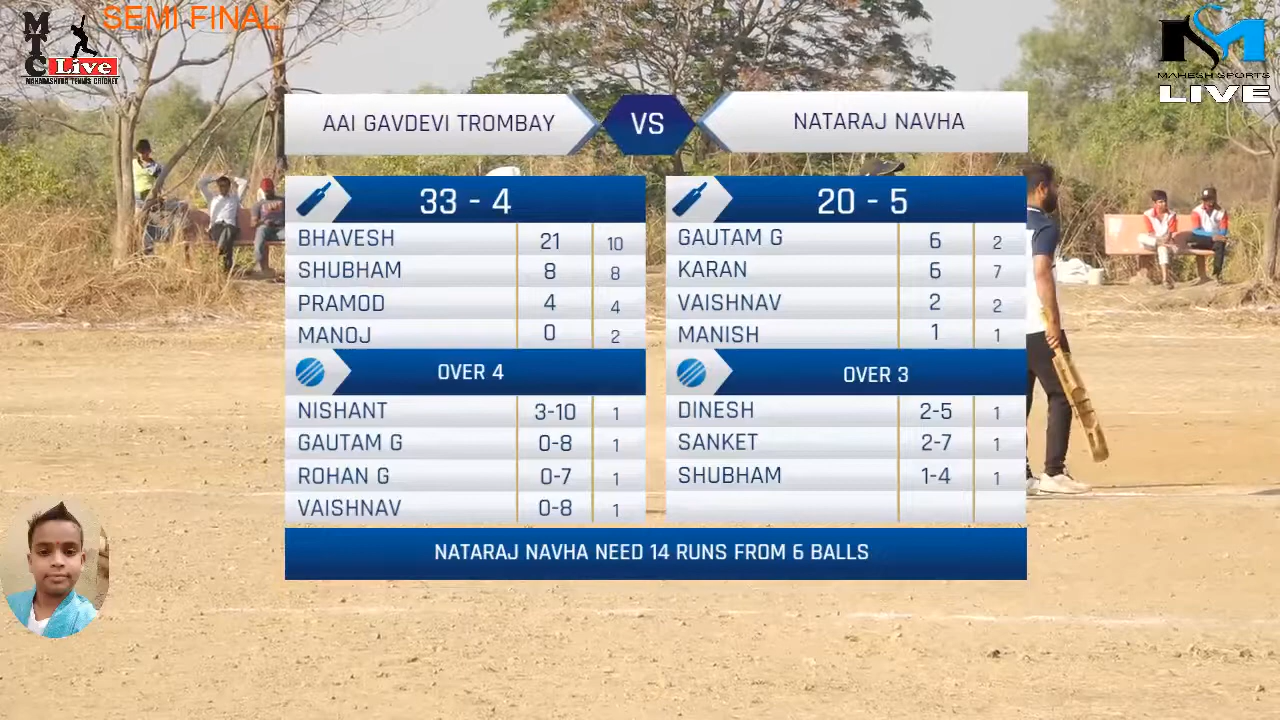 SEMI FINAL
MTC
Live
MAHARASHTRA TENNIS CRICKET
MAHESH SPORTS
LIVE
AAI GAVDEVI TROMBAY VS NATARAJ NAVHA
33 - 4
BHAVESH 21 10
SHUBHAM 8 8
PRAMOD 4 4
MANOJ 0 2
OVER 4
NISHANT 3-10 1
GAUTAM G 0-8 1
ROHAN G 0-7 1
VAISHNAV 0-8 1
20 - 5
GAUTAM G 6 2
KARAN 6 7
VAISHNAV 2 2
MANISH 1 1
OVER 3
DINESH 2-5 1
SANKET 2-7 1
SHUBHAM 1-4 1
NATARAJ NAVHA NEED 14 RUNS FROM 6 BALLS